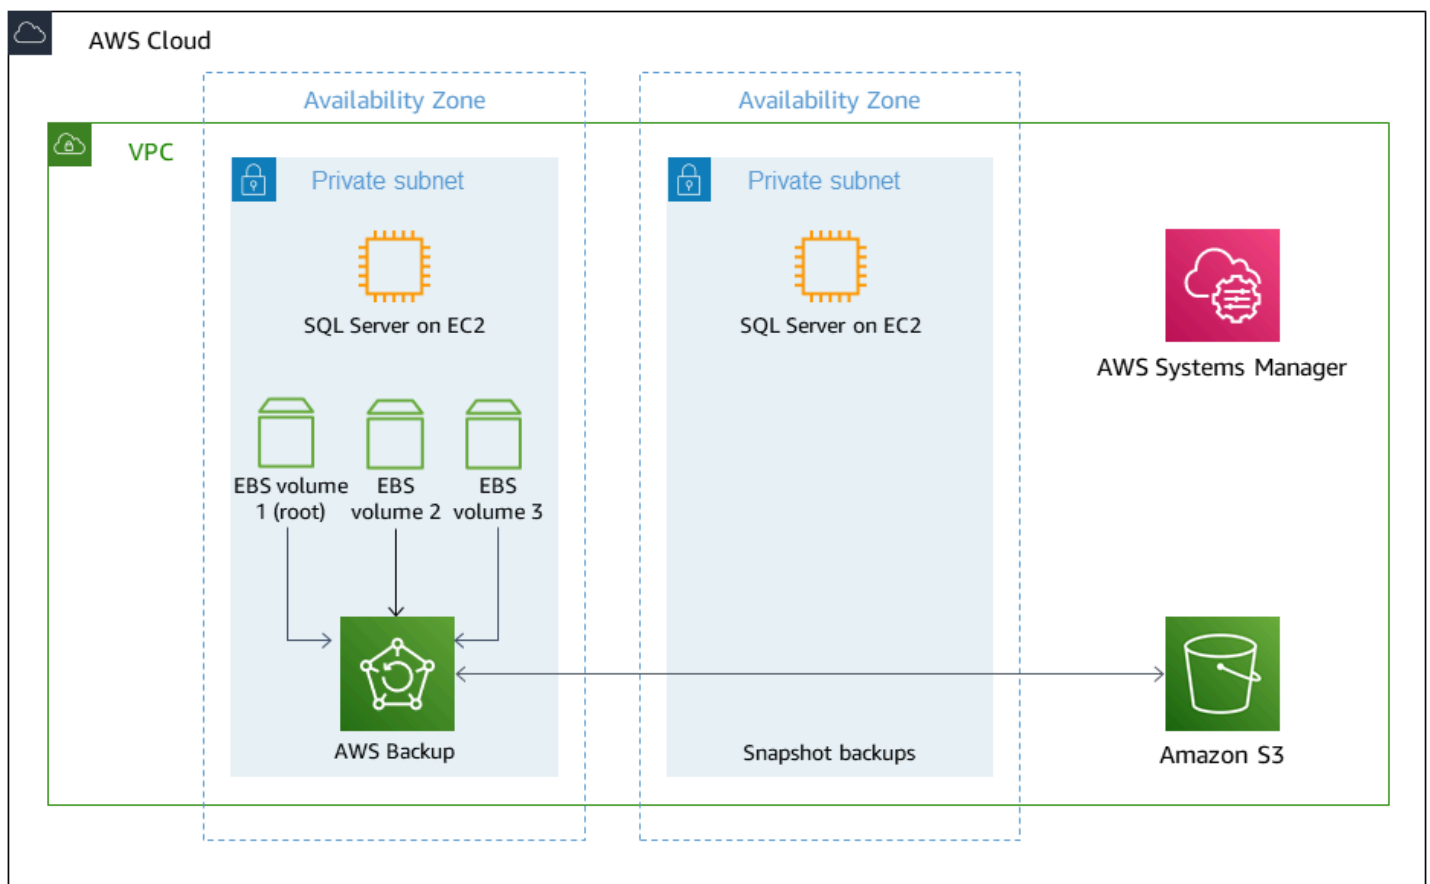 AWS Cloud
Availability Zone
Availability Zone
VPC
Private subnet
Private subnet
SQL Server on EC2
SQL Server on EC2
AWS Systems Manager
EBS volume
1 (root)
EBS
volume 2
EBS
volume 3
AWS Backup
Snapshot backups
Amazon S3